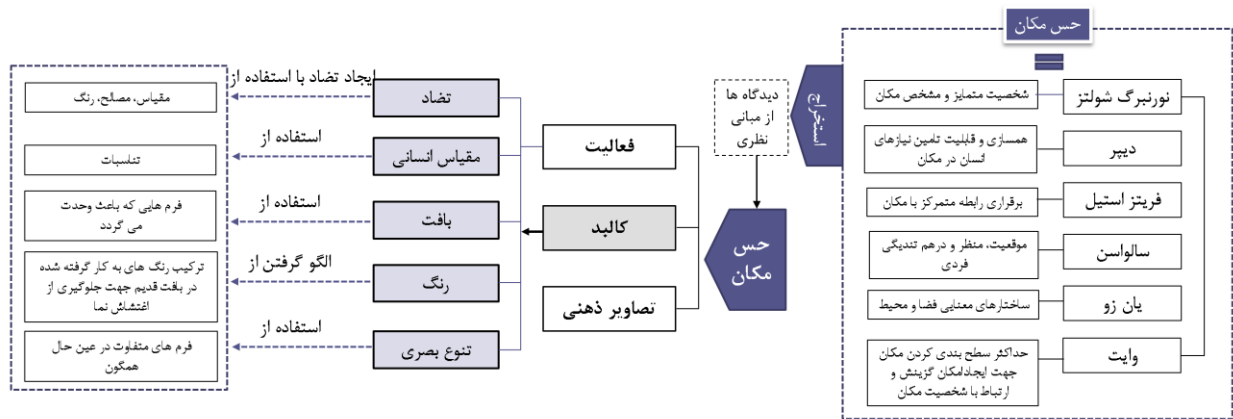 حس مکان
نورنبرگ شولتز
شخصیت متمایز و مشخص مکان
دیپر
همسازی و قابلیت تامین نیازهای
انسان در مکان
فریتز استیل
برقراری رابطه متمرکز با مکان
سالواسن
موقعیت، منظر و درهم تندیگی
فردی
یان زو
ساختارهای معنایی فضا و محیط
وایت
حداکثر سطح بندی کردن مکان
جهت ایجادامکان گزینش و
ارتباط با شخصیت مکان
استخراج
دیدگاه ها
از مبانی
نظری
حس
مکان
فعالیت
کالبد
تصاویر ذهنی
تضاد
ایجاد تضاد با استفاده از
مقیاس، مصالح، رنگ
مقیاس انسانی
استفاده از
تناسبات
بافت
استفاده از
فرم هایی که باعث وحدت
می گردد
رنگ
الگو گرفتن از
ترکیب رنگ های به کار گرفته شده
در بافت قدیم جهت جلوگیری از
اغتشاش نما
تنوع بصری
استفاده از
فرم های متفاوت در عین حال
همگون